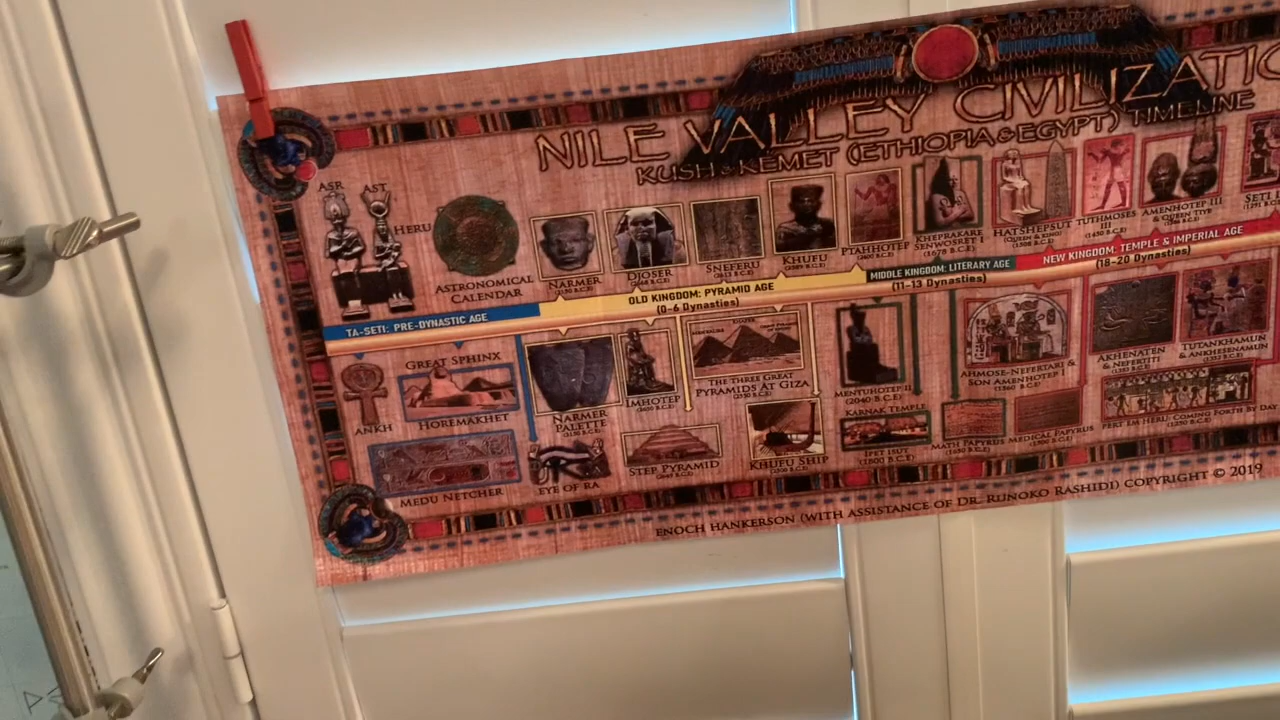 NILE VALLEY CIVILIZATIO
KUSH & KEMET (ETHIOPIA & EGYPT) TIMELINE
ASR
AST
HERU
ASTRONOMICAL
CALENDAR
NARMER
DJOSER
SNEFERU
KHUFU
PTAHHOTEP
KHEPRAKARE
SENWOSRET I
HATSHEPSUT
(QUEEN & KING)
TUTHMOSES
III
AMENHOTEP III
& QUEEN TIYE
SETI I
TA-SETI: PRE-DYNASTIC AGE
OLD KINGDOM: PYRAMID AGE
(0-6 Dynasties)
MIDDLE KINGDOM: LITERARY AGE
(11-13 Dynasties)
NEW KINGDOM: TEMPLE & IMPERIAL AGE
(18-20 Dynasties)
ANKH
GREAT SPHINX
HOREMAKHET
MEDU NETCHER
NARMER
PALETTE
EYE OF RA
IMHOTEP
STEP PYRAMID
THE THREE GREAT
PYRAMIDS AT GIZA
KHUFU SHIP
MENTUHOTEP II
(2040 B.C.E)
KARNAK TEMPLE
IPET ISUT
(1800 B.C.E)
AHMOSE-NEFERTARI &
SON AMENHOTEP I
MATH PAPYRUS
MEDICAL PAPYRUS
AKHENATEN
& NEFERTITI
TUTANKHAMUN
& ANKHESENAMUN
PERT EM HERU: COMING FORTH BY DAY
ENOCH HANKERSON (WITH ASSISTANCE OF DR. RUNOKO RASHIDI) COPYRIGHT © 2019